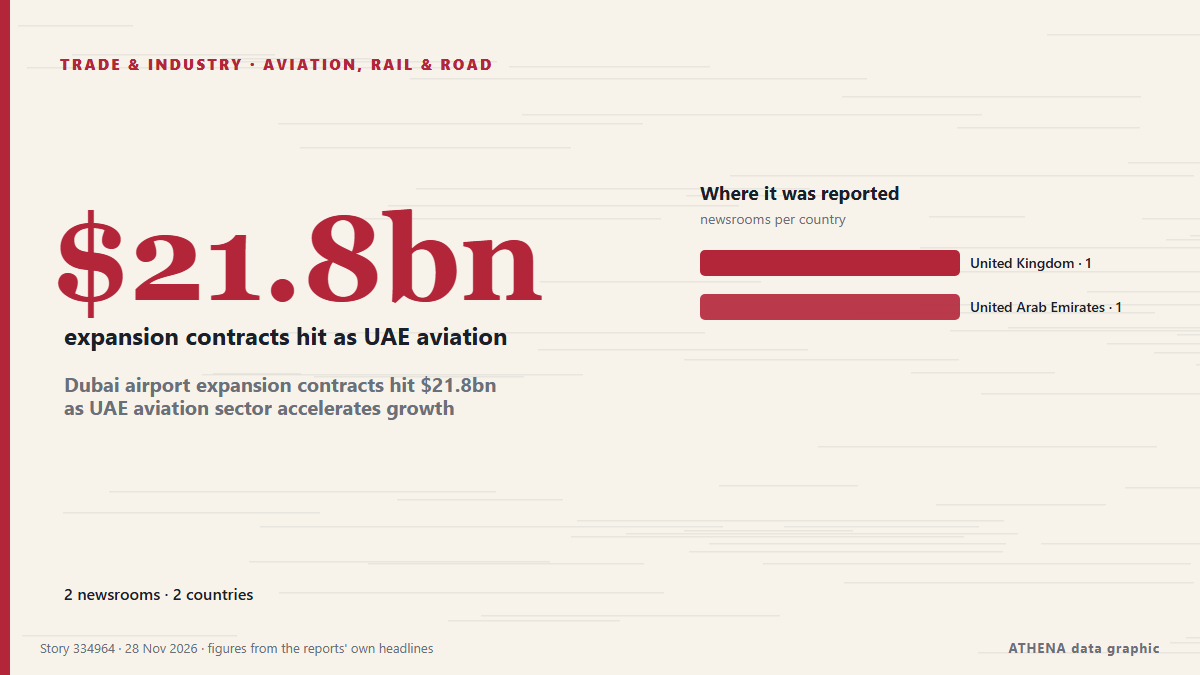 TRADE & INDUSTRY · AVIATION, RAIL & ROAD
$21.8bn
expansion contracts hit as UAE aviation
Dubai airport expansion contracts hit $21.8bn
as UAE aviation sector accelerates growth
Where it was reported
newsrooms per country
United Kingdom · 1
United Arab Emirates · 1
2 newsrooms · 2 countries
Story 334964 · 28 Nov 2026 · figures from the reports' own headlines
ATHENA data graphic